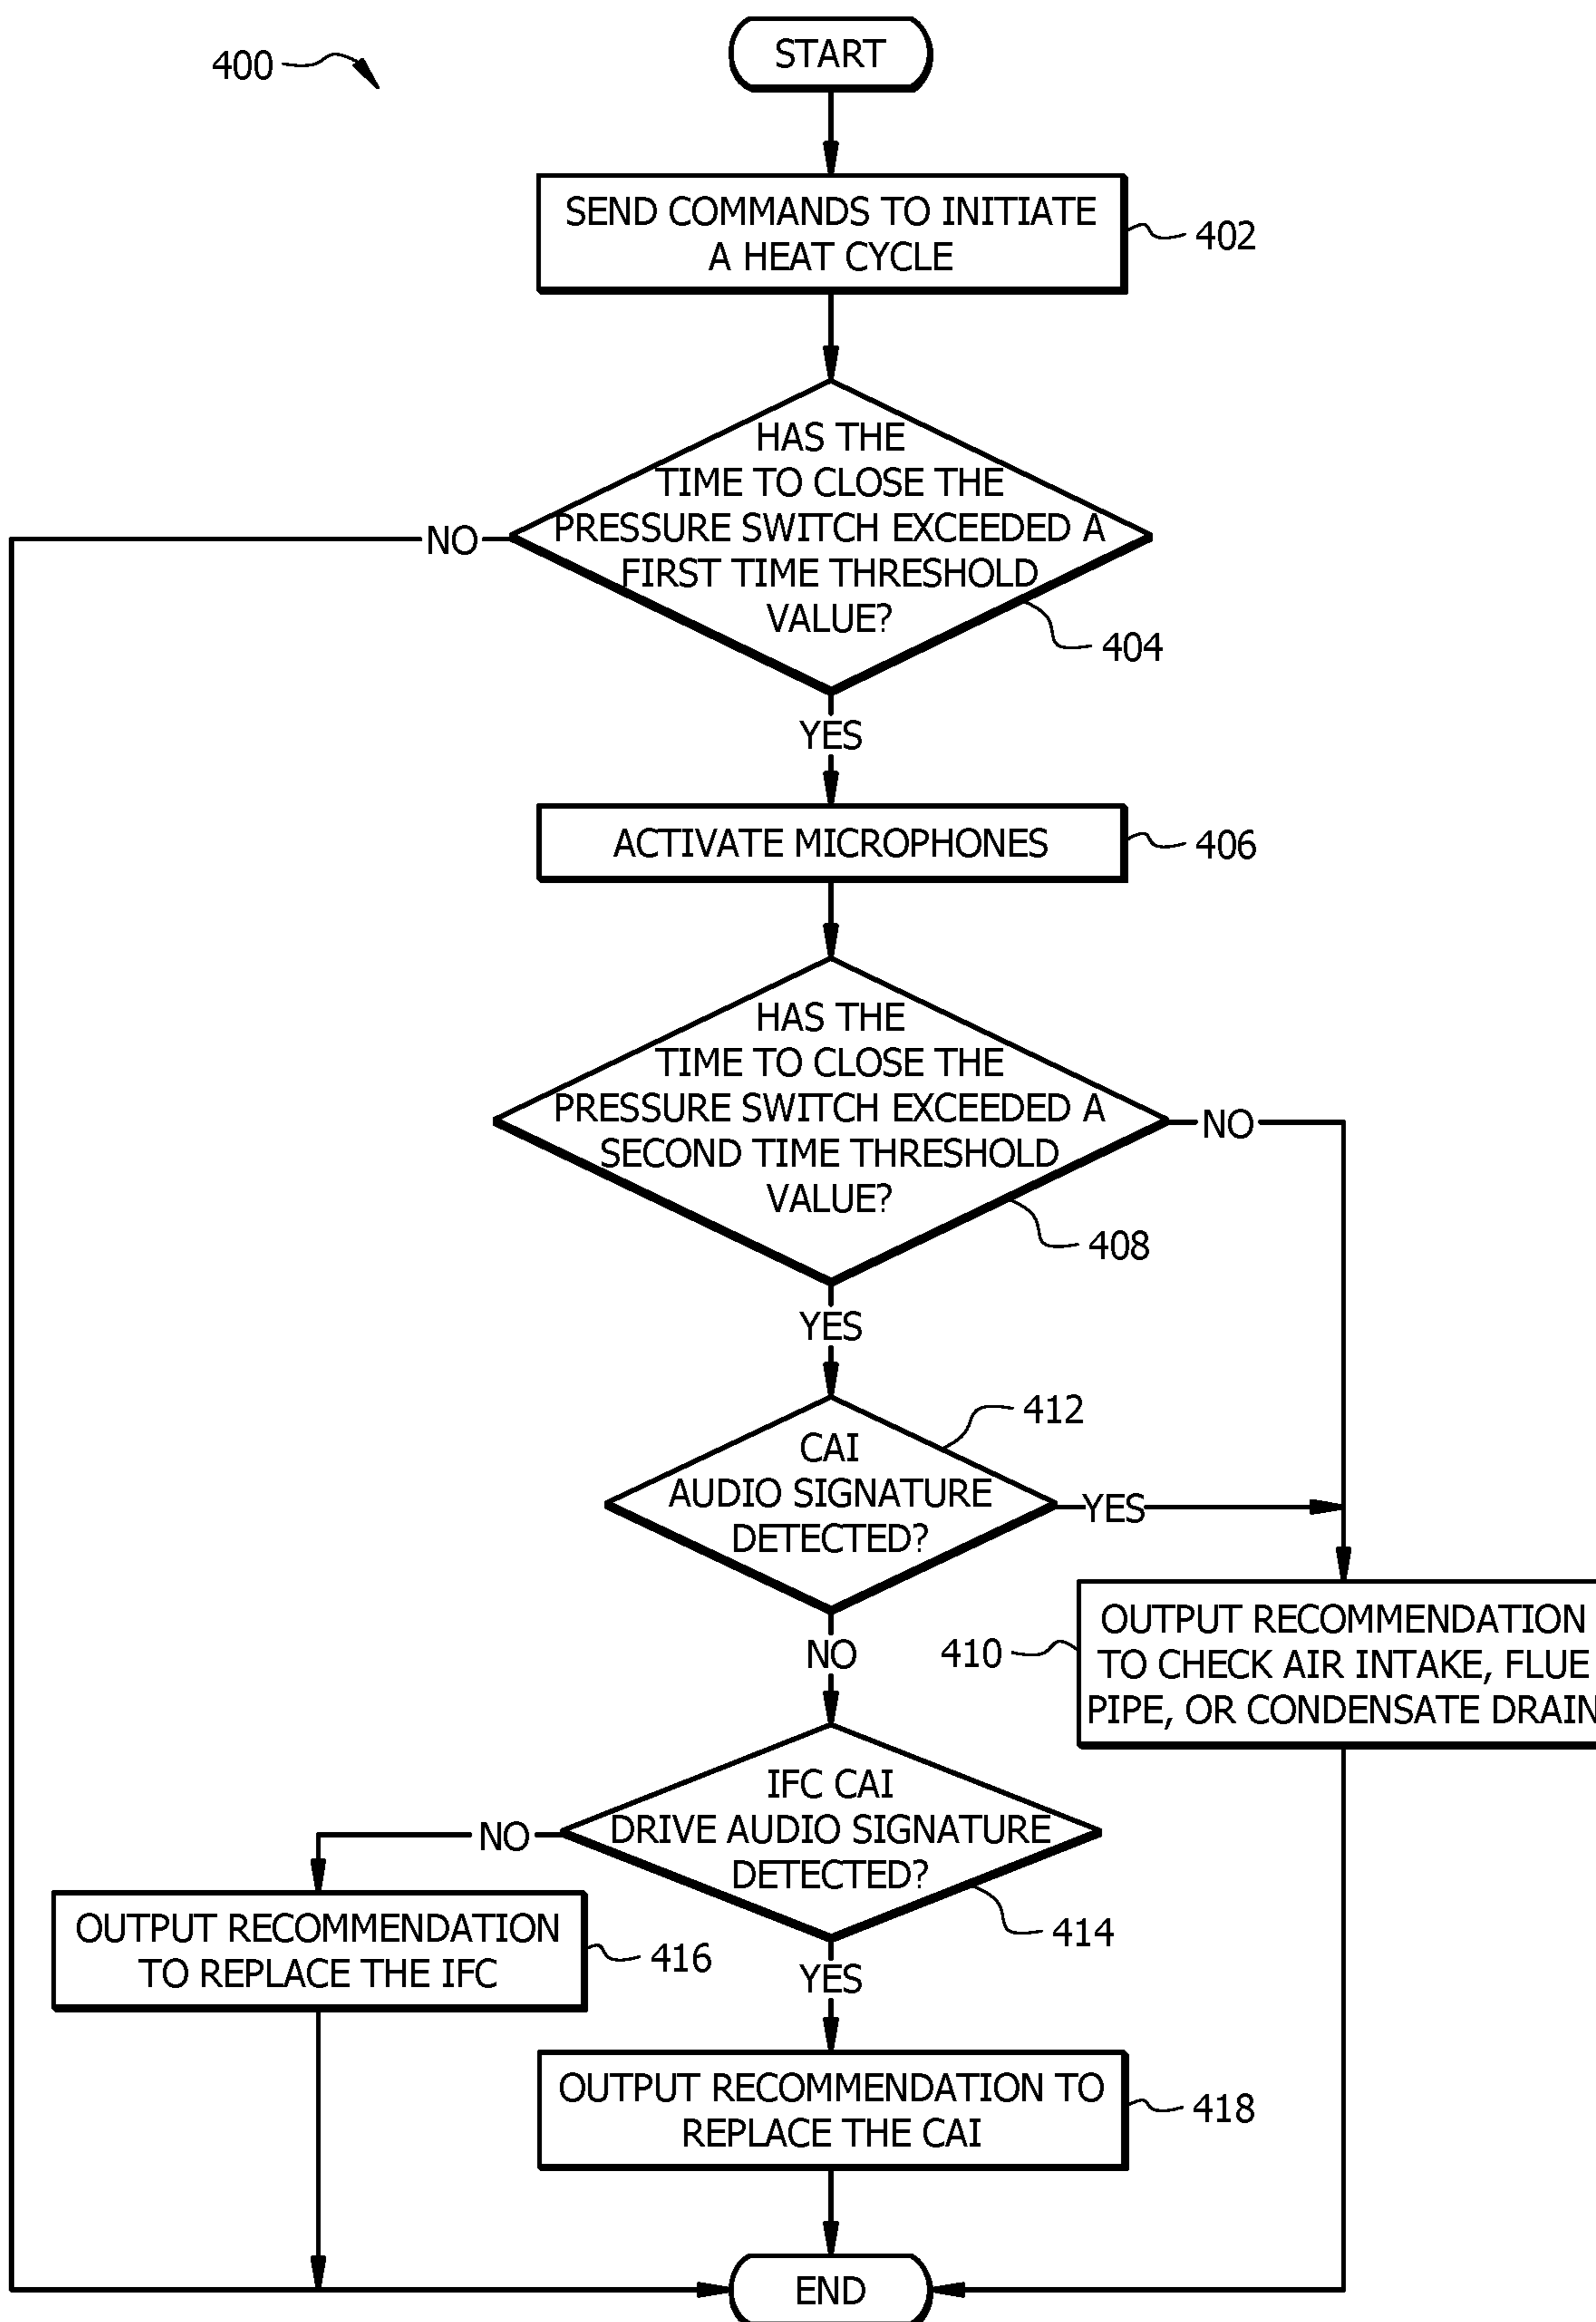 400
START
SEND COMMANDS TO INITIATE
A HEAT CYCLE
402
HAS THE
TIME TO CLOSE THE
PRESSURE SWITCH EXCEEDED A
FIRST TIME THRESHOLD
VALUE?
NO
404
YES
ACTIVATE MICROPHONES
406
HAS THE
TIME TO CLOSE THE
PRESSURE SWITCH EXCEEDED A
SECOND TIME THRESHOLD
VALUE?
NO
408
YES
412
CAI
AUDIO SIGNATURE
DETECTED?
YES
NO
410
OUTPUT RECOMMENDATION
TO CHECK AIR INTAKE, FLUE
PIPE, OR CONDENSATE DRAIN
IFC CAI
DRIVE AUDIO SIGNATURE
DETECTED?
NO
414
OUTPUT RECOMMENDATION
TO REPLACE THE IFC
416
YES
OUTPUT RECOMMENDATION TO
REPLACE THE CAI
418
END